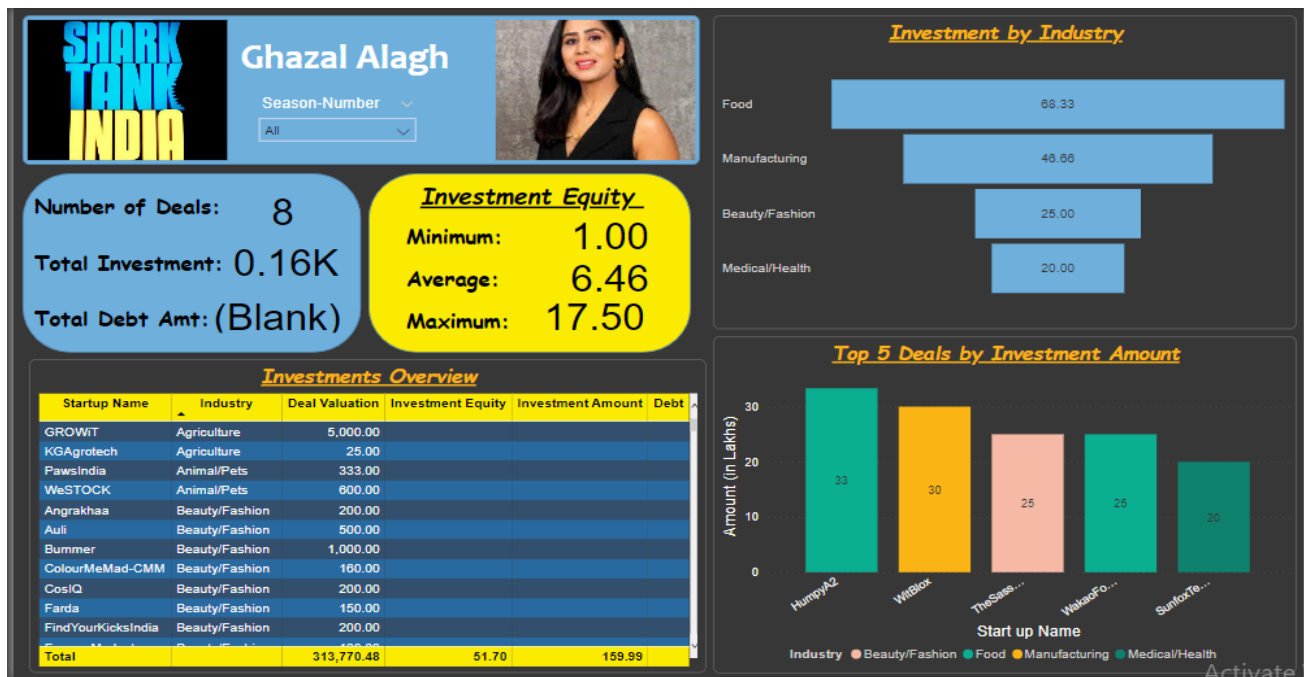 SHARK
TANK
INDIA
Ghazal Alagh
Season-Number
All
Number of Deals: 8
Total Investment: 0.16K
Total Debt Amt: (Blank)
Investment Equity
Minimum: 1.00
Average: 6.46
Maximum: 17.50
Investment by Industry
Food 68.33
Manufacturing 46.66
Beauty/Fashion 25.00
Medical/Health 20.00
Investments Overview
Startup Name Industry Deal Valuation Investment Equity Investment Amount Debt
GROWiT Agriculture 5,000.00
KGAgrotech Agriculture 25.00
PawsIndia Animal/Pets 333.00
WeSTOCK Animal/Pets 600.00
Angrakhaa Beauty/Fashion 200.00
Auli Beauty/Fashion 500.00
Bummer Beauty/Fashion 1,000.00
ColourMeMad-CMM Beauty/Fashion 160.00
CosIQ Beauty/Fashion 200.00
Farda Beauty/Fashion 150.00
FindYourKicksIndia Beauty/Fashion 200.00
Total 313,770.48 51.70 159.99
Top 5 Deals by Investment Amount
Amount (in Lakhs)
30
20
10
0
33
30
25
25
20
HumpyA2
WitBlox
TheSass...
WakaoFo...
SunfoxTe...
Start up Name
Industry Beauty/Fashion Food Manufacturing Medical/Health
Activate